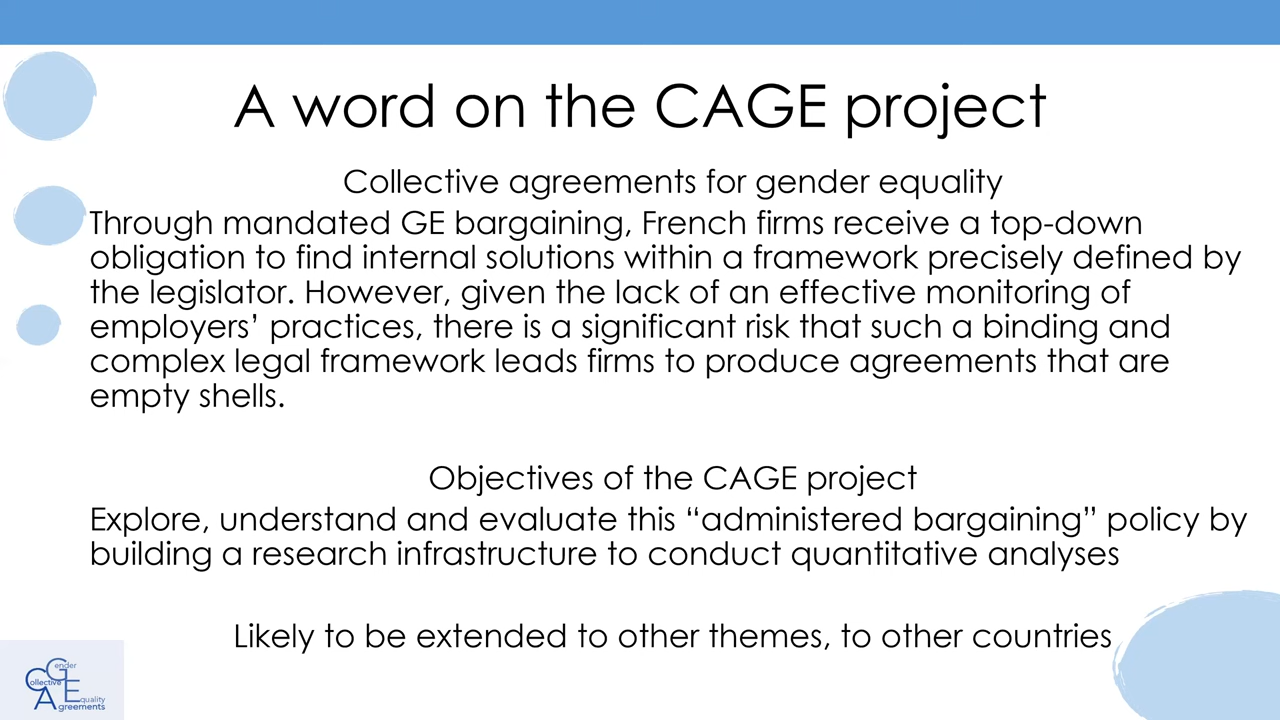 A word on the CAGE project
Collective agreements for gender equality
Through mandated GE bargaining, French firms receive a top-down
obligation to find internal solutions within a framework precisely defined by
the legislator. However, given the lack of an effective monitoring of
employers’ practices, there is a significant risk that such a binding and
complex legal framework leads firms to produce agreements that are
empty shells.
Objectives of the CAGE project
Explore, understand and evaluate this “administered bargaining” policy by
building a research infrastructure to conduct quantitative analyses
Likely to be extended to other themes, to other countries
Gender
Collective
Equality
Agreements